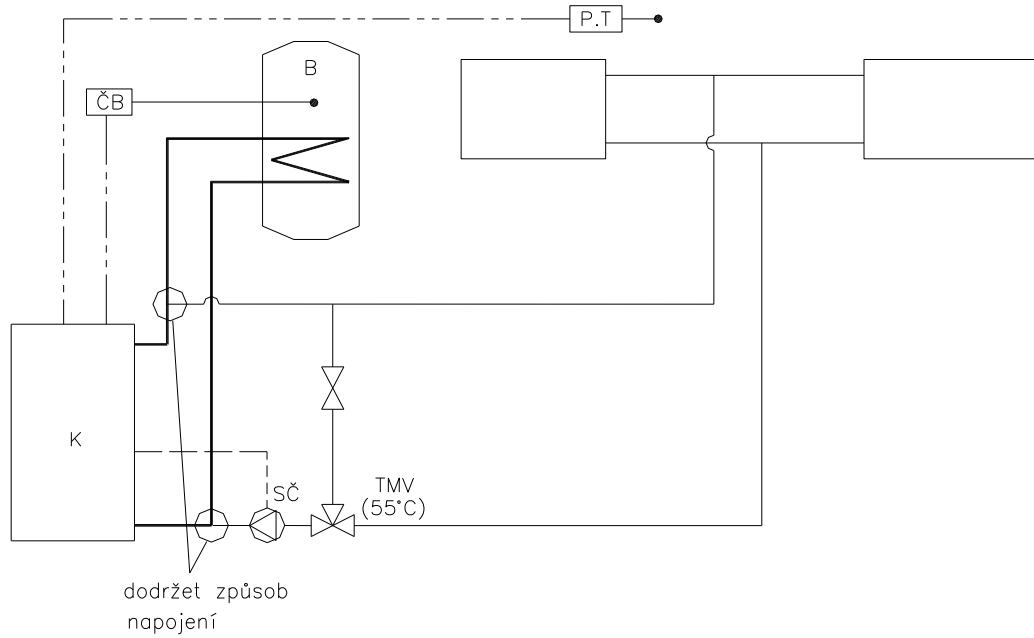 P.T
B
ČB
K
SČ
TMV
(55°C)
dodržet způsob
napojení